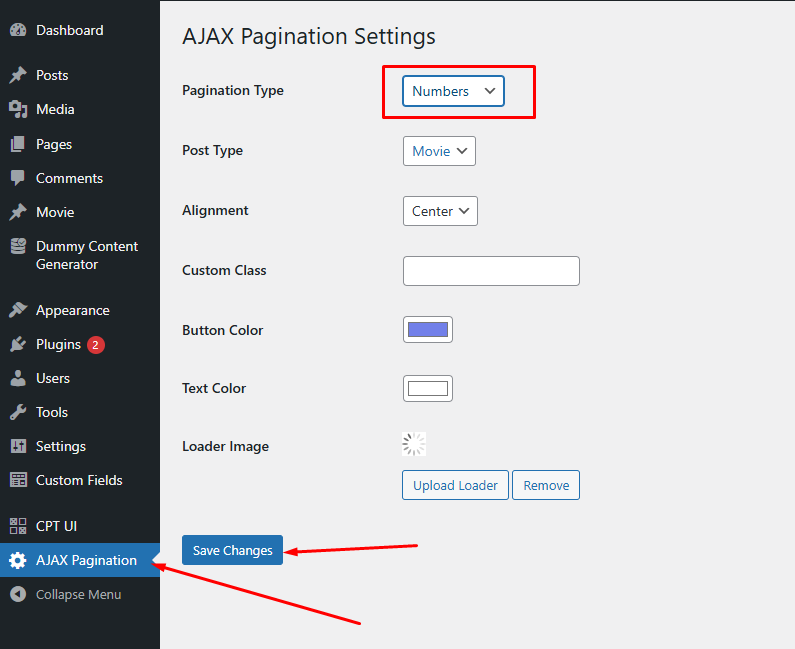 Dashboard
Posts
Media
Pages
Comments
Movie
Dummy Content
Generator
Appearance
Plugins 2
Users
Tools
Settings
Custom Fields
CPT UI
AJAX Pagination
Collapse Menu
AJAX Pagination Settings
Pagination Type Numbers
Post Type Movie
Alignment Center
Custom Class
Button Color
Text Color
Loader Image
Upload Loader Remove
Save Changes